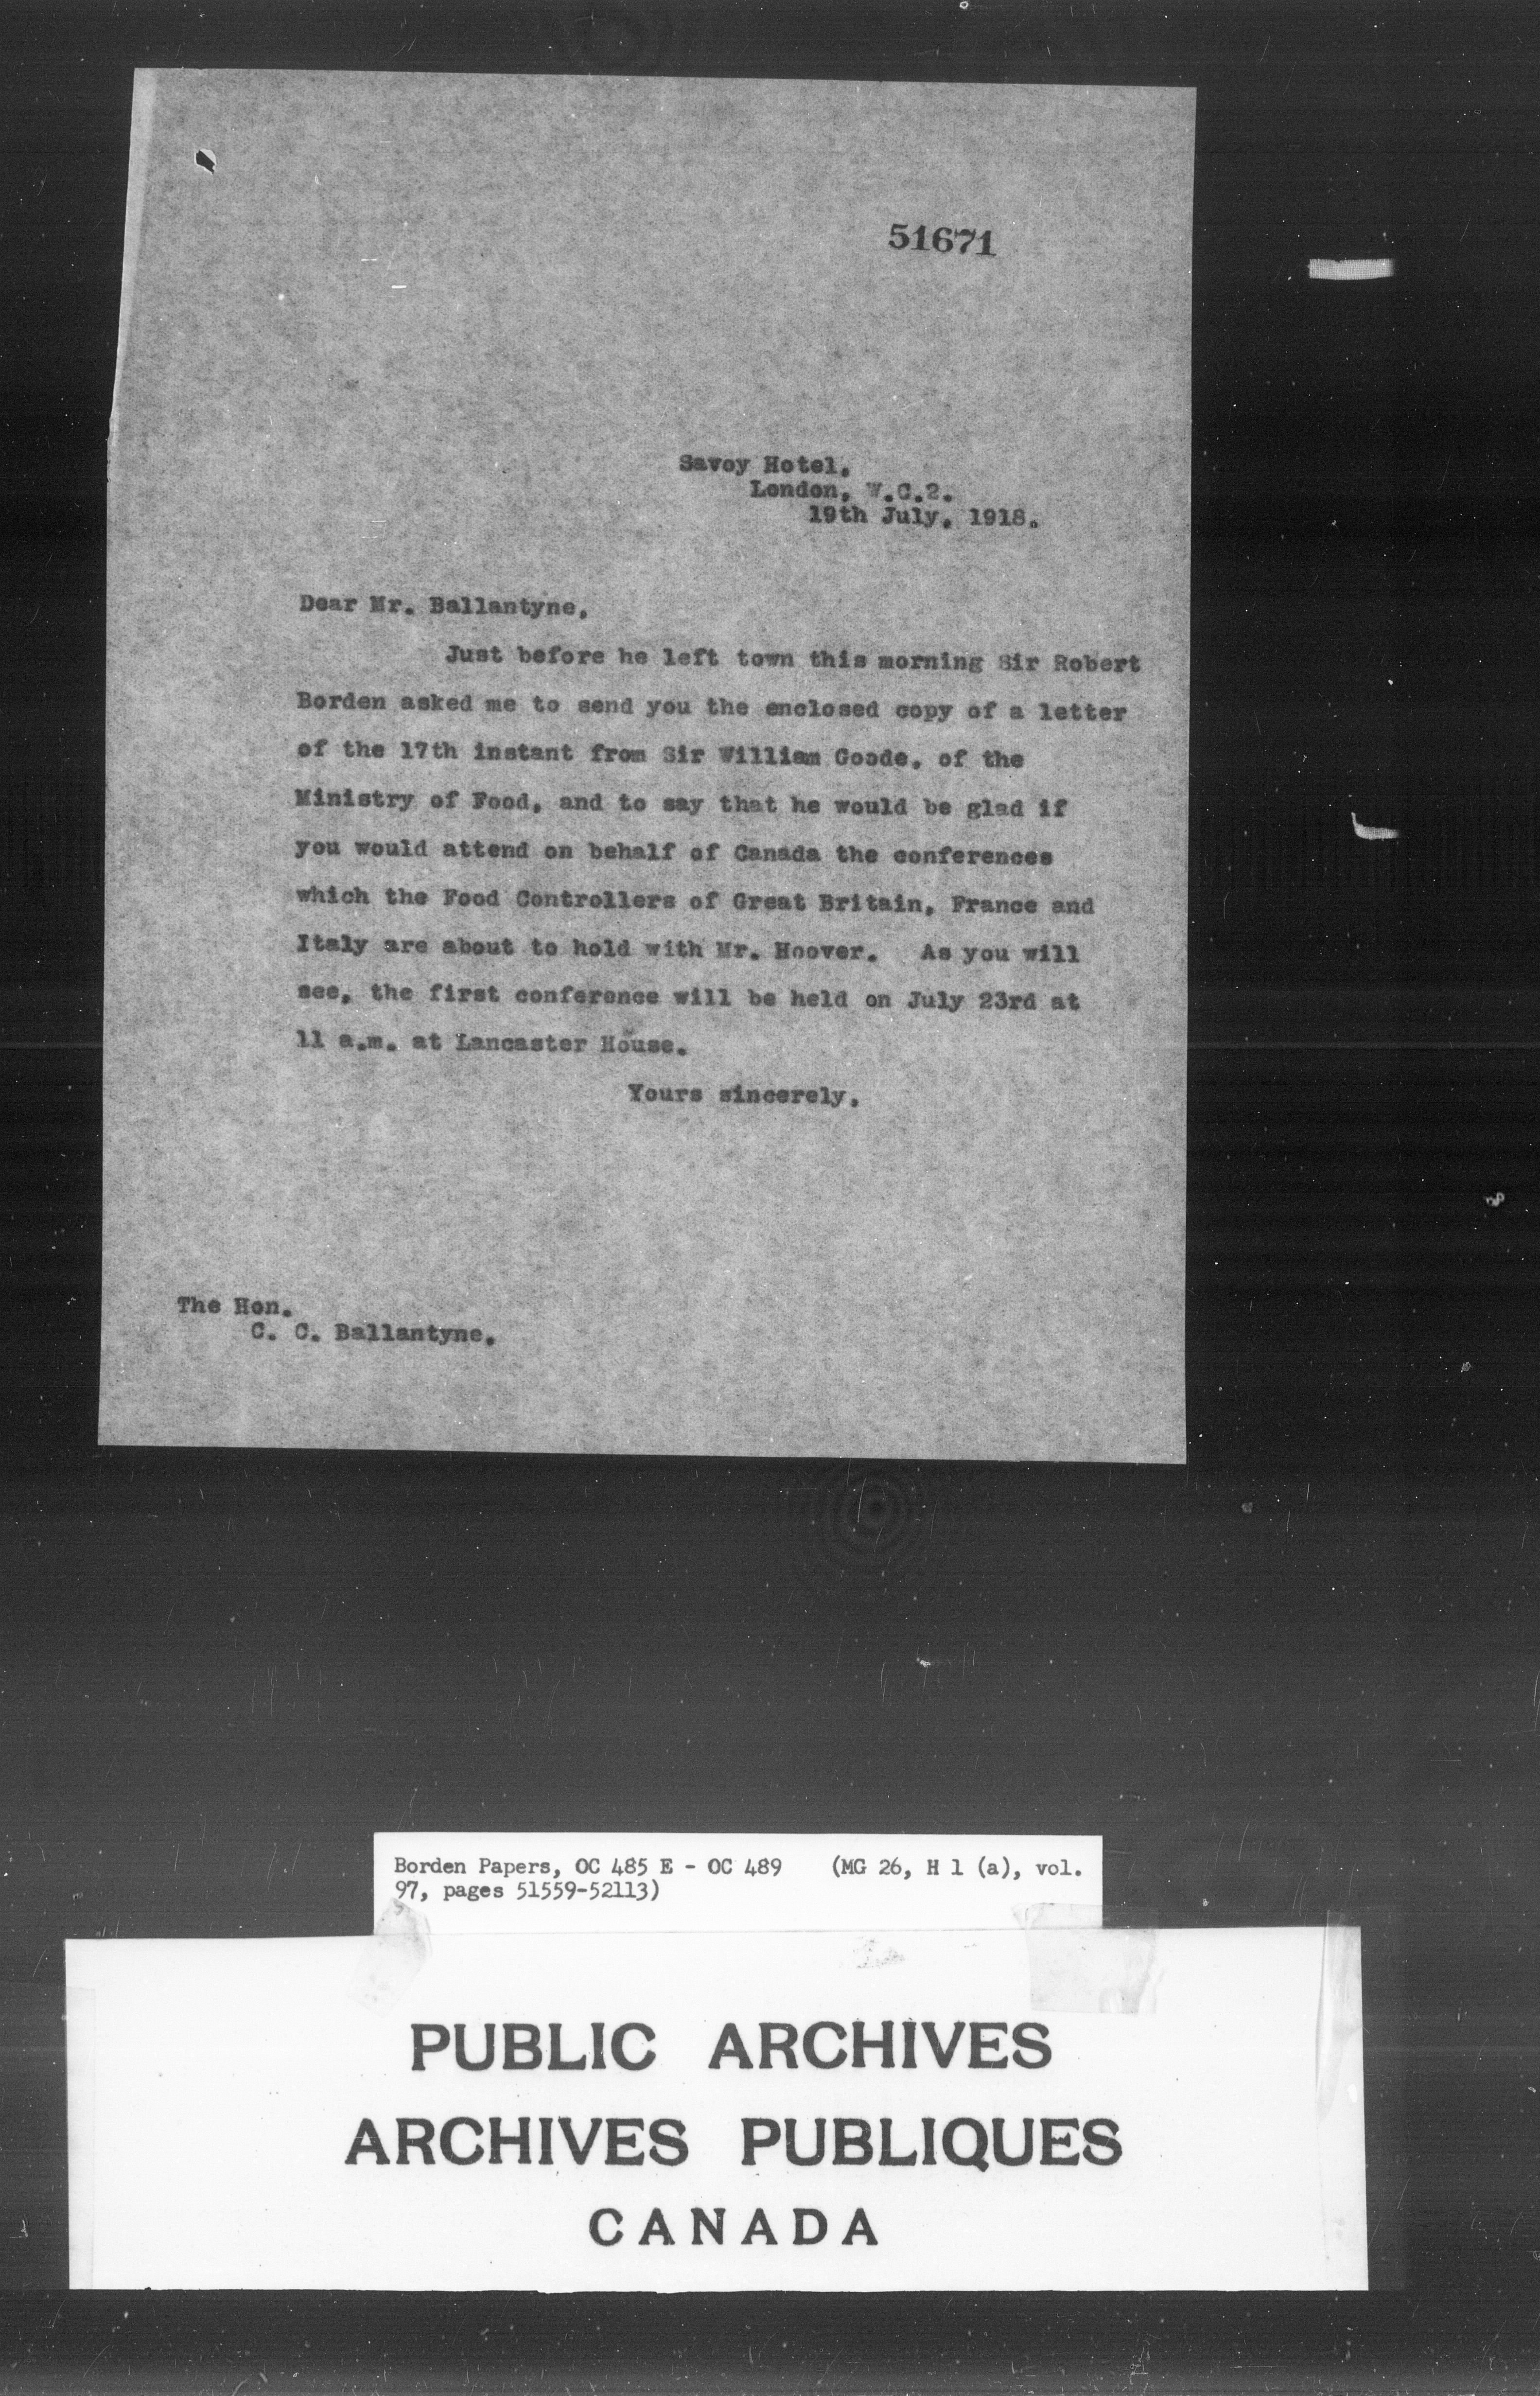 51671
Savoy Hotel,
London, W.C.2.
19th July, 1918.
Dear Mr. Ballantyne,
Just before he left town this morning Sir Robert
Borden asked me to send you the enclosed copy of a letter
of the 17th instant from Sir William Goode, of the
Ministry of Food, and to say that he would be glad if
you would attend on behalf of Canada the conferences
which the Food Controllers of Great Britain, France and
Italy are about to hold with Mr. Hoover. As you will
see, the first conference will be held on July 23rd at
11 a.m. at Lancaster House.
Yours sincerely,
The Hon.
C. C. Ballantyne.
Borden Papers, OC 485 E - OC 489 (MG 26, H 1 (a), vol.
97, pages 51559-52113)
PUBLIC ARCHIVES
ARCHIVES PUBLIQUES
CANADA